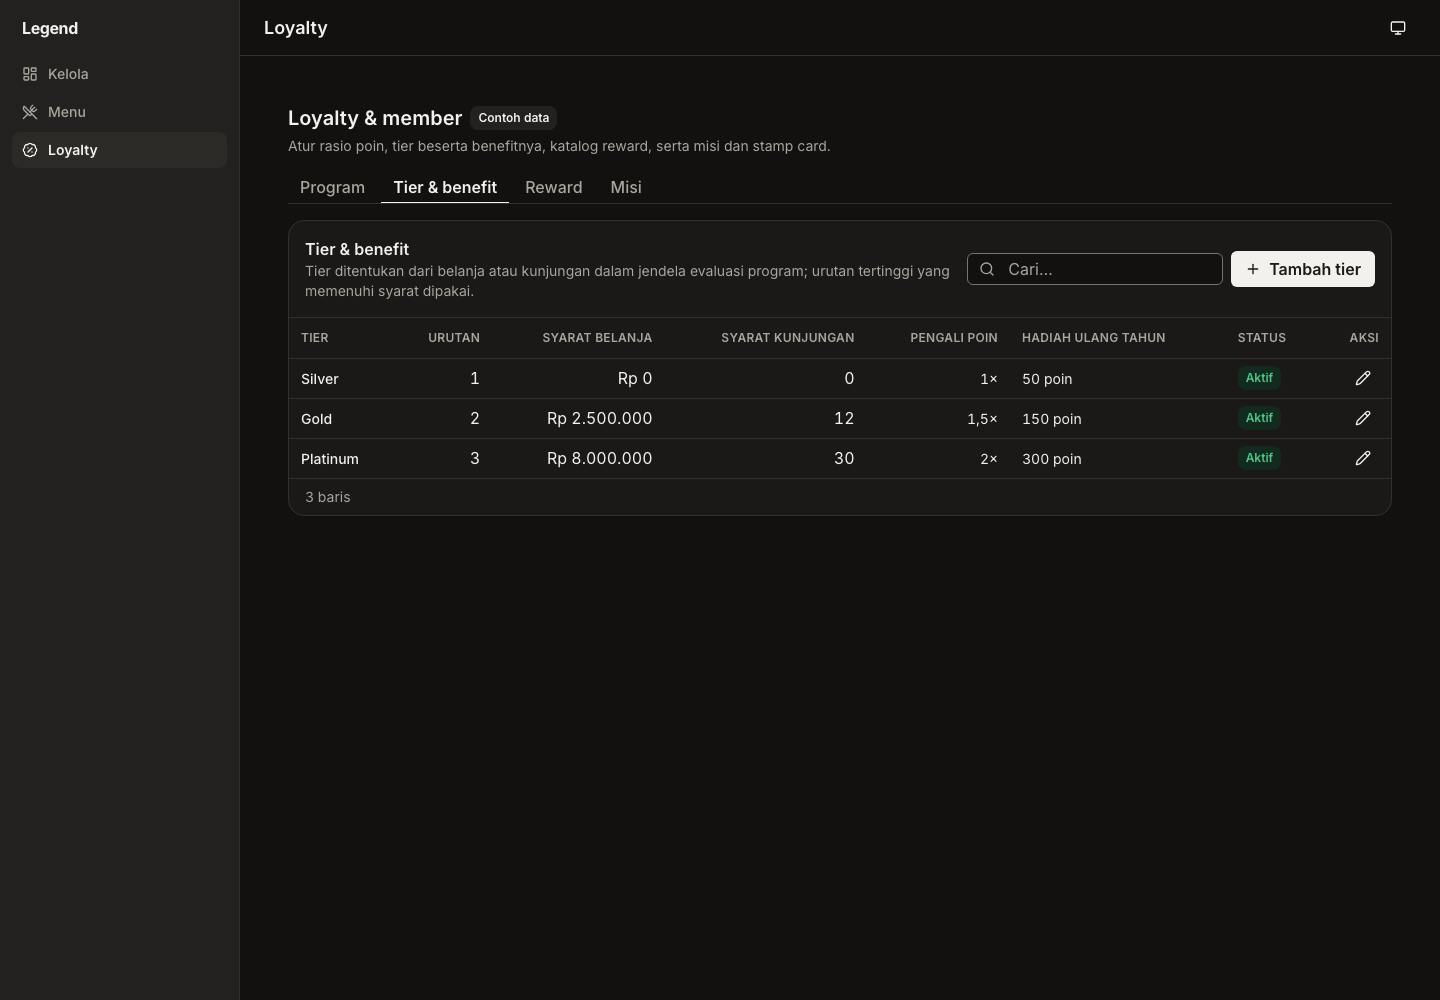 Legend
Kelola
Menu
Loyalty
Loyalty
Loyalty & member
Contoh data
Atur rasio poin, tier beserta benefitnya, katalog reward, serta misi dan stamp card.
Program
Tier & benefit
Reward
Misi
Tier & benefit
Tier ditentukan dari belanja atau kunjungan dalam jendela evaluasi program; urutan tertinggi yang
memenuhi syarat dipakai.
Cari...
Tambah tier
TIER URUTAN SYARAT BELANJA SYARAT KUNJUNGAN PENGALI POIN HADIAH ULANG TAHUN STATUS AKSI
Silver 1 Rp 0 0 1× 50 poin Aktif
Gold 2 Rp 2.500.000 12 1,5× 150 poin Aktif
Platinum 3 Rp 8.000.000 30 2× 300 poin Aktif
3 baris